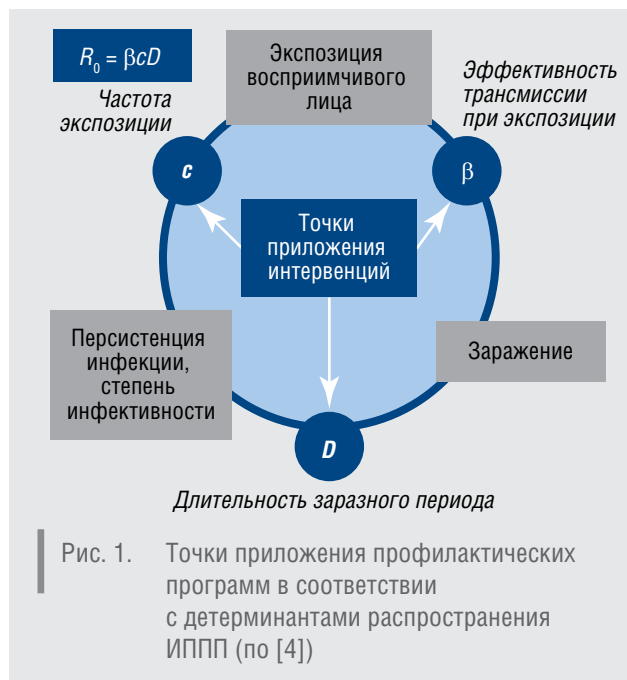 R₀ = βcD
Частота
экспозиции
Экспозиция
восприимчивого
лица
Эффективность
трансмиссии
при экспозиции
c
β
Точки
приложения
интервенций
Персистенция
инфекции,
степень
инфективности
Заражение
D
Длительность заразного периода
Рис. 1. Точки приложения профилактических
программ в соответствии
с детерминантами распространения
ИППП (по [4])